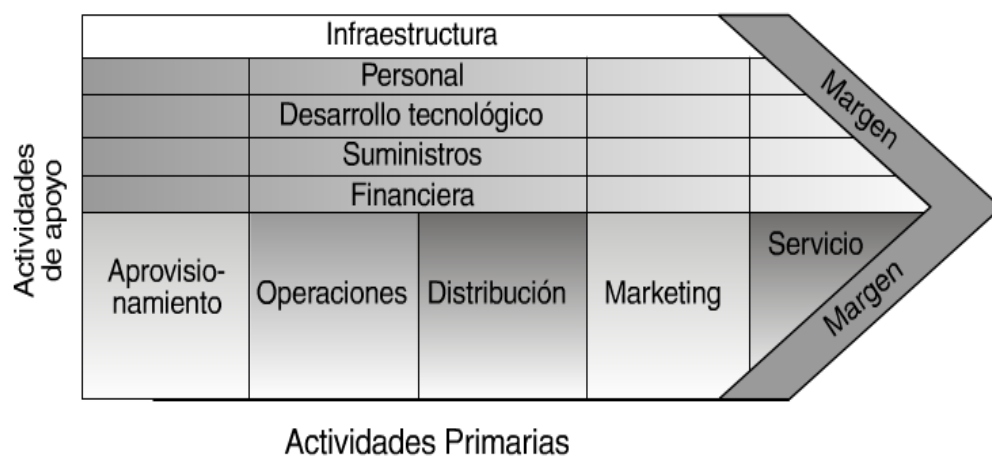 Infraestructura
Personal
Desarrollo tecnológico
Suministros
Financiera
Actividades
de apoyo
Aprovisio-
namiento
Operaciones
Distribución
Marketing
Servicio
Margen
Margen
Actividades Primarias